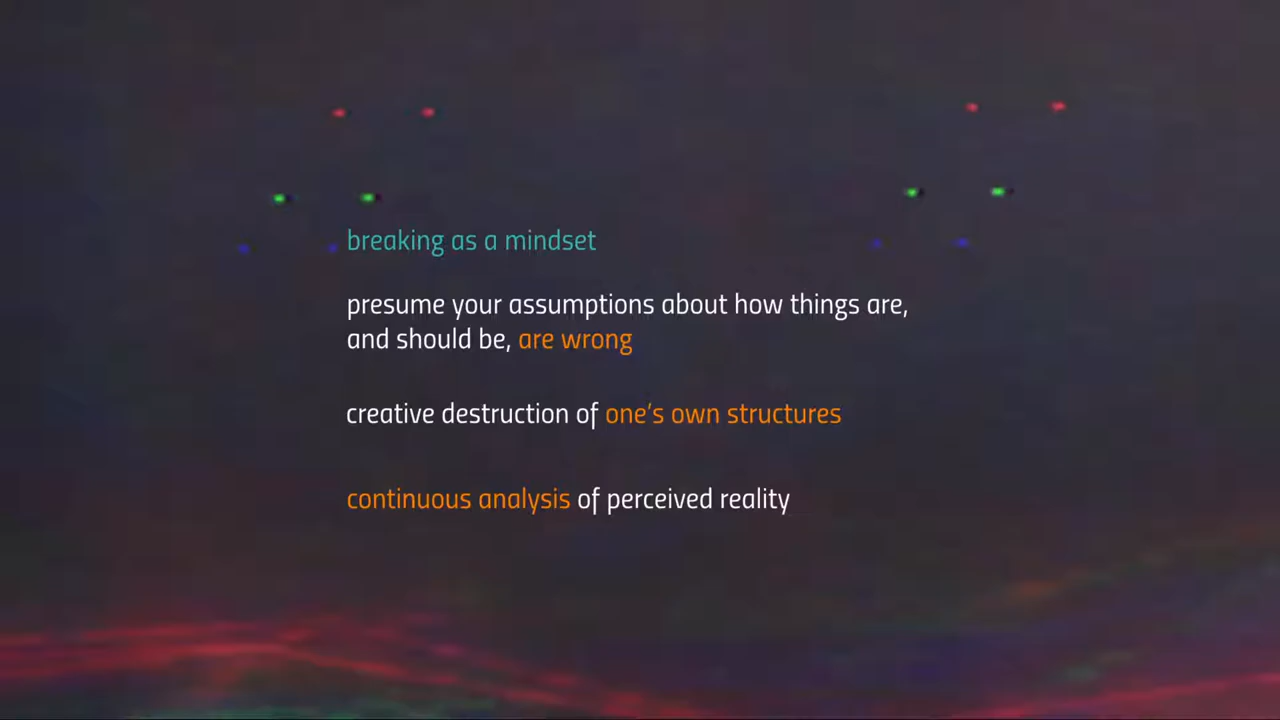 breaking as a mindset
presume your assumptions about how things are,
and should be, are wrong
creative destruction of one’s own structures
continuous analysis of perceived reality